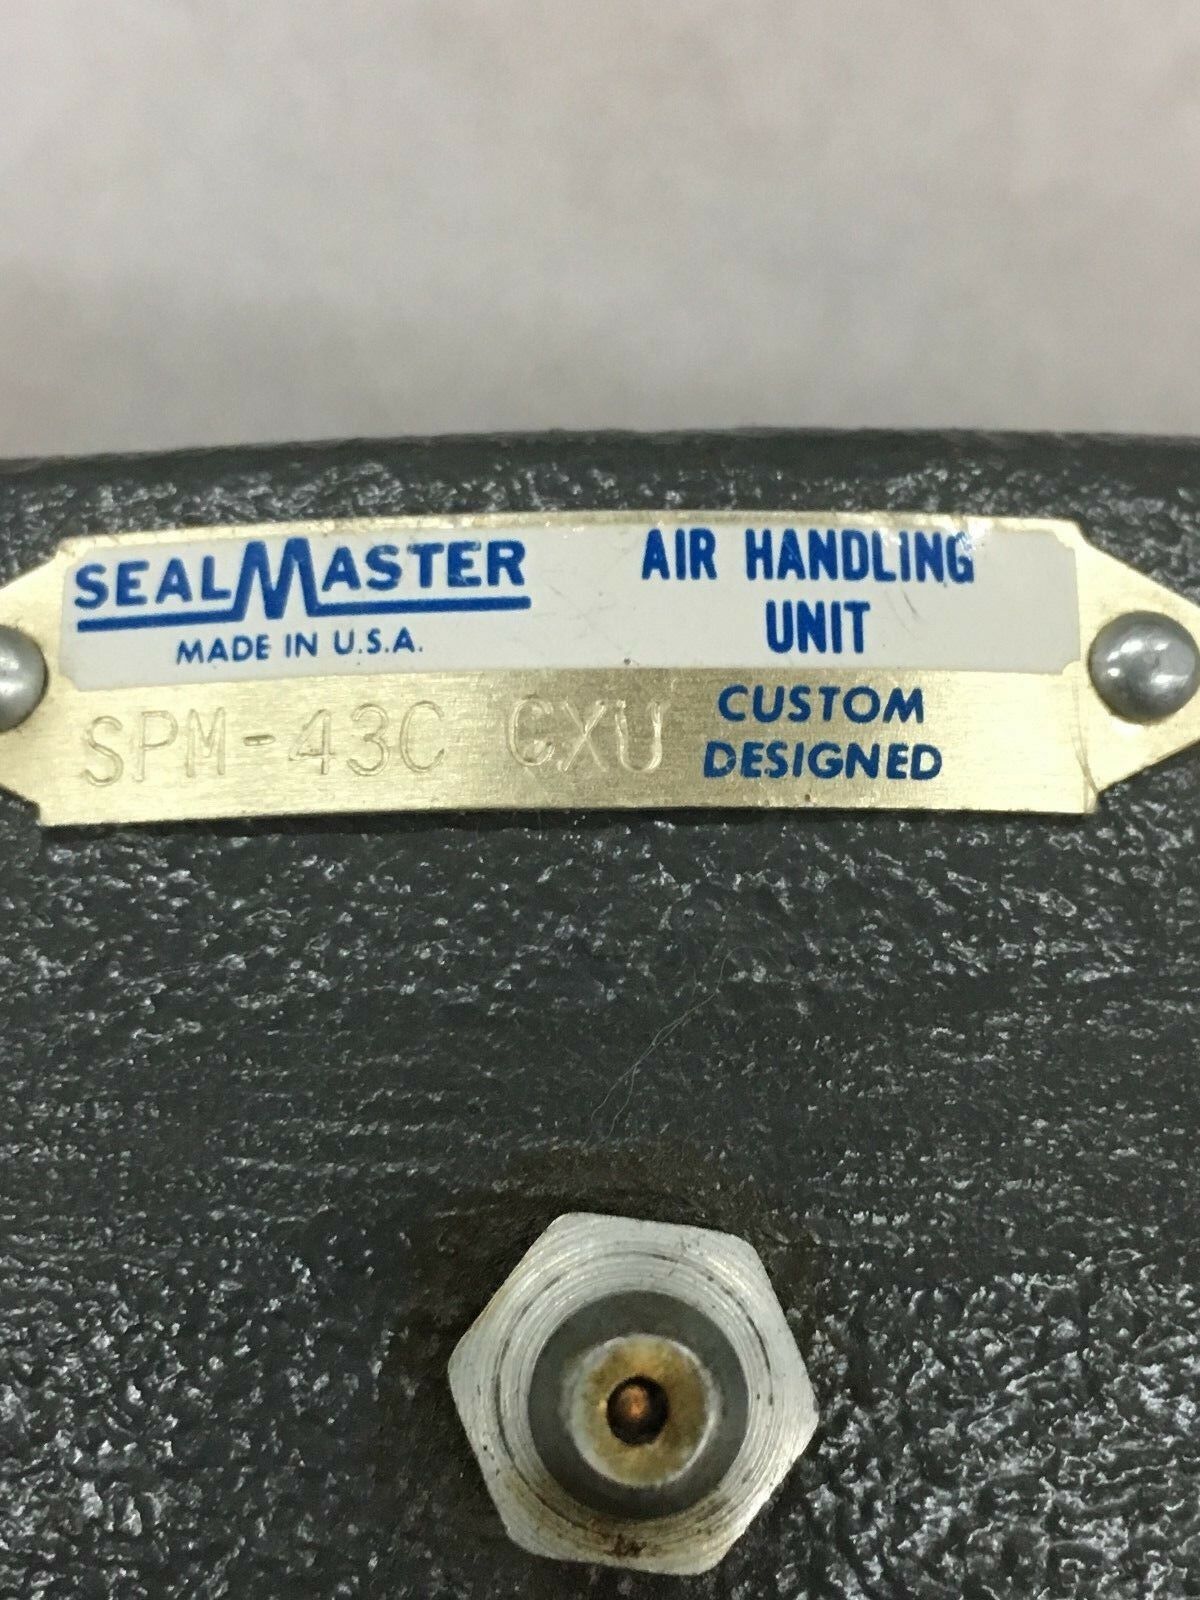 SEALMASTER
MADE IN U.S.A.
AIR HANDLING
UNIT
SPM-43C CXU
CUSTOM
DESIGNED